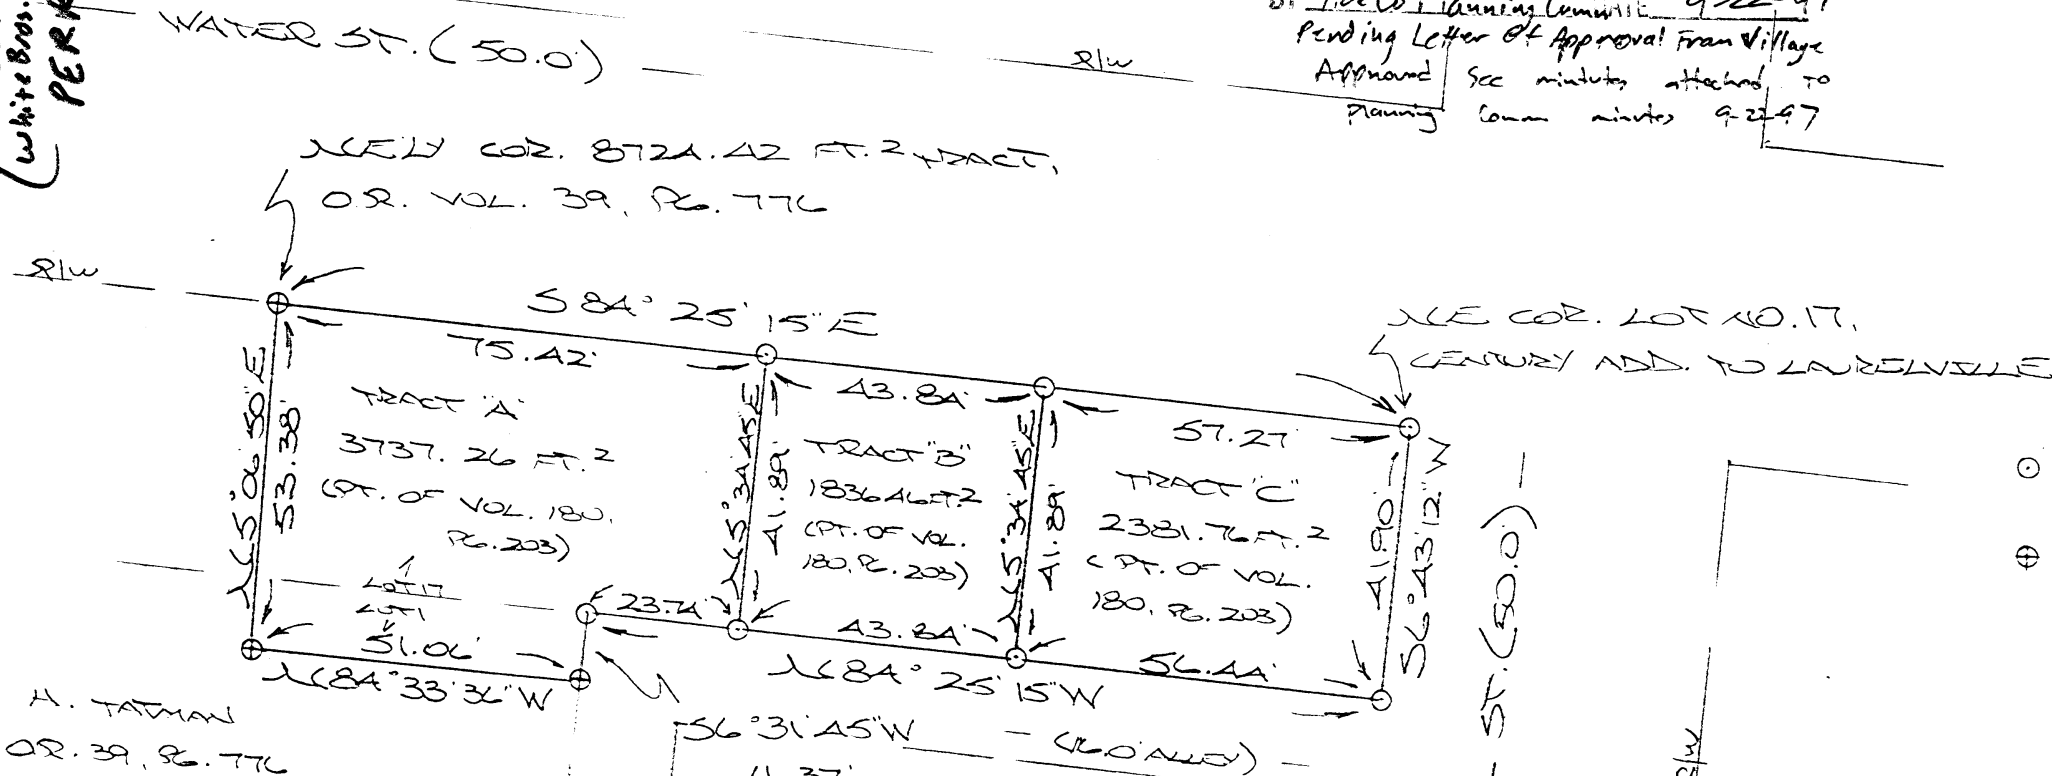 (White Bros.
WATER ST. (50.0')
R/W
Planning 9-22-97
Pending Letter Of Approval From Village
Approved See minutes attached to
Planning Comm minutes 9-22-97
NELY COR. 8724.42 FT.2 TRACT,
O.R. VOL. 39, PG. 776
R/W
S 84° 25' 15" E
75.42'
43.84'
57.27'
NE COR. LOT NO. 17,
CENTURY ADD. TO LAURELVILLE
N 5° 06' 50" E
53.38'
TRACT "A"
3737.26 FT.2
(PT. OF VOL. 180,
PG. 203)
N 5° 34' 45" E
41.89'
TRACT "B"
1836.46 FT.2
(PT. OF VOL.
180, PG. 203)
N 5° 34' 45" E
41.89'
TRACT "C"
2381.76 FT.2
(PT. OF VOL.
180, PG. 203)
41.90'
S 6° 43' 12" W
ST. (50.0')
LOT 17
LOT 1
51.06'
N 84° 33' 36" W
23.74'
43.84'
56.44'
N 84° 25' 15" W
S 6° 31' 45" W
(16.0' ALLEY)
H. TATMAN
O.R. 39, PG. 776
R/W